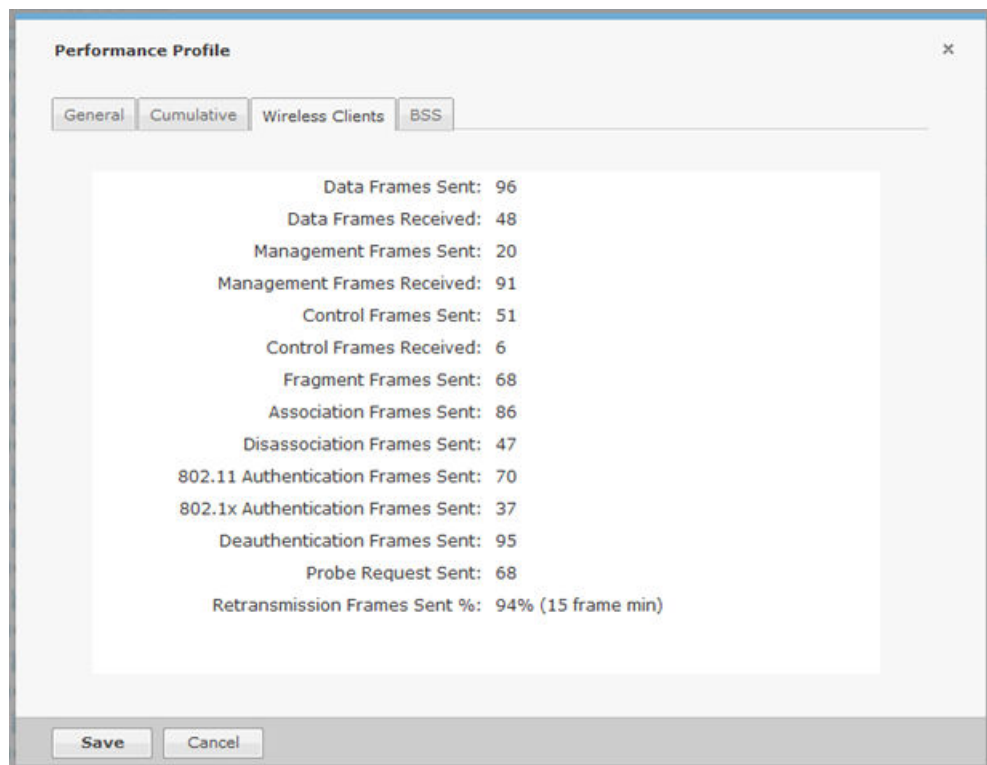 Performance Profile ×
General Cumulative Wireless Clients BSS
Data Frames Sent: 96
Data Frames Received: 48
Management Frames Sent: 20
Management Frames Received: 91
Control Frames Sent: 51
Control Frames Received: 6
Fragment Frames Sent: 68
Association Frames Sent: 86
Disassociation Frames Sent: 47
802.11 Authentication Frames Sent: 70
802.1x Authentication Frames Sent: 37
Deauthentication Frames Sent: 95
Probe Request Sent: 68
Retransmission Frames Sent %: 94% (15 frame min)
Save Cancel